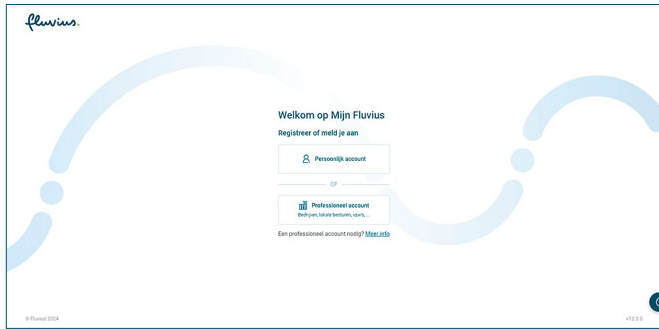 fluvius.
Welkom op Mijn Fluvius
Registreer of meld je aan
Persoonlijk account
OF
Professioneel account
Bedrijven, lokale besturen, vzw's, ...
Een professioneel account nodig? Meer info
© Fluvius 2024
v12.3.0